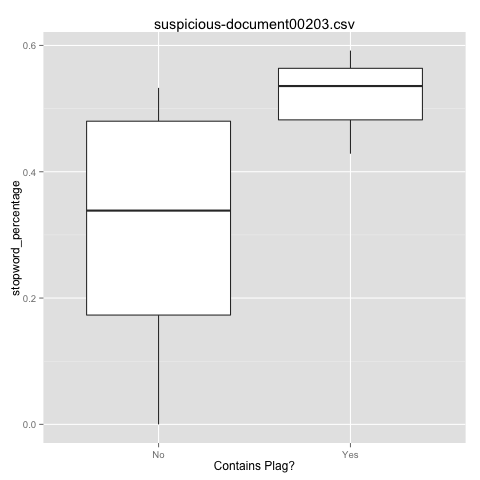 suspicious-document00203.csv
0.6
0.4
0.2
0.0
stopword_percentage
No
Yes
Contains Plag?